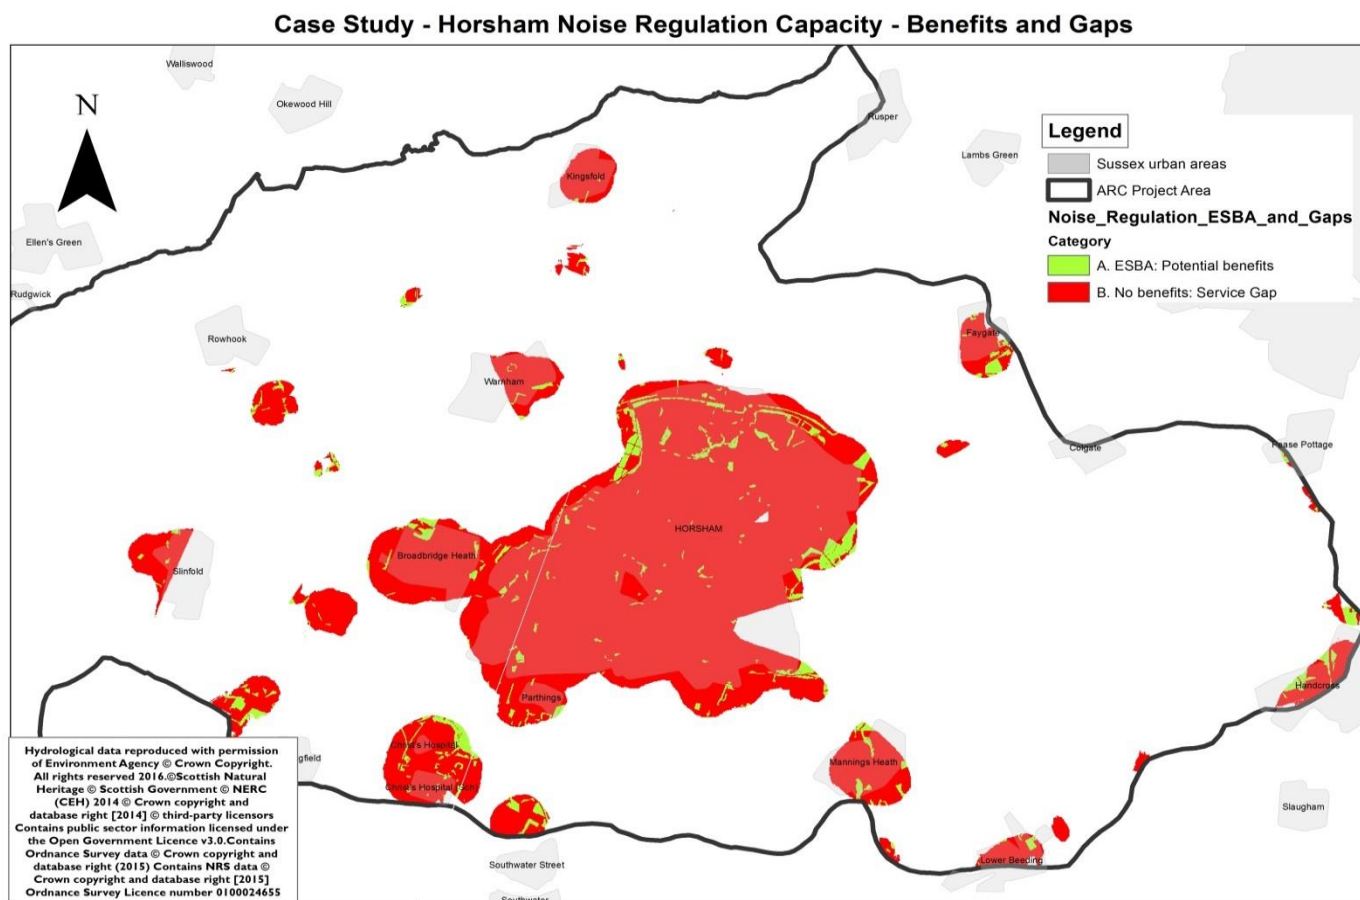 Case Study - Horsham Noise Regulation Capacity - Benefits and Gaps
Walliswood
Okewood Hill
N
Rusper
Lambs Green
Legend
Sussex urban areas
ARC Project Area
Noise_Regulation_ESBA_and_Gaps
Category
A. ESBA: Potential benefits
B. No benefits: Service Gap
Kingsfold
Ellen's Green
Rudgwick
Rowhook
Warnham
Faygate
Colgate
Pease Pottage
HORSHAM
Broadbridge Heath
Slinfold
Parthings
Handcross
Christ's Hospital
Christ's Hospital (Sch)
Mannings Heath
gfield
Slaugham
Lower Beeding
Southwater Street
Southwater
Hydrological data reproduced with permission
of Environment Agency © Crown Copyright.
All rights reserved 2016.©Scottish Natural
Heritage © Scottish Government © NERC
(CEH) 2014 © Crown copyright and
database right [2014] © third-party licensors
Contains public sector information licensed under
the Open Government Licence v3.0.Contains
Ordnance Survey data © Crown copyright and
database right (2015) Contains NRS data ©
Crown copyright and database right [2015]
Ordnance Survey Licence number 0100024655